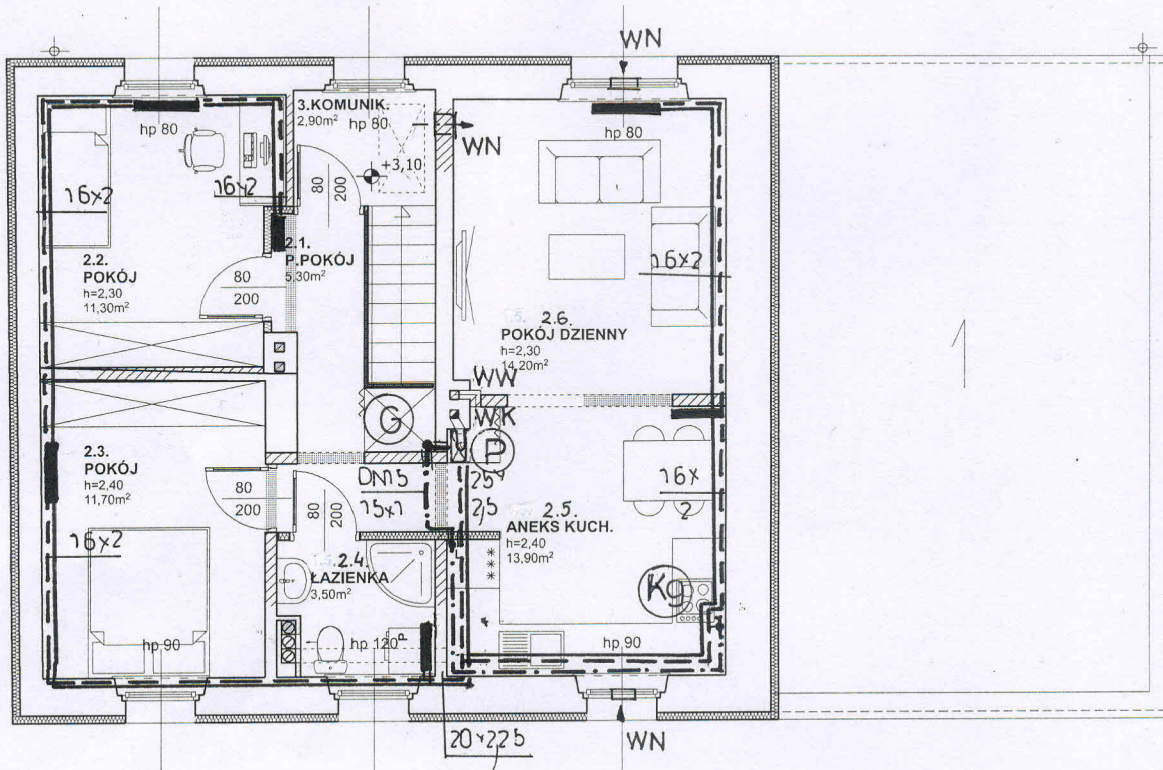 WN
3.KOMUNIK.
2,90m²
hp 80
hp 80
hp 80
WN
+3,10
80
200
16x2
16x2
2.1.
P.POKÓJ
5,30m²
2.2.
POKÓJ
h=2,30
11,30m²
80
200
16x2
2.6.
POKÓJ DZIENNY
h=2,30
14,20m²
WW
WK
G
P
2.3.
POKÓJ
h=2,40
11,70m²
80
200
DN15
15x1
80
200
25
2,5
16x
2
2.5.
ANEKS KUCH.
h=2,40
13,90m²
16x2
2.4.
ŁAZIENKA
3,50m²
Kg
hp 90
hp 120
P
hp 90
20x2,25
WN
1